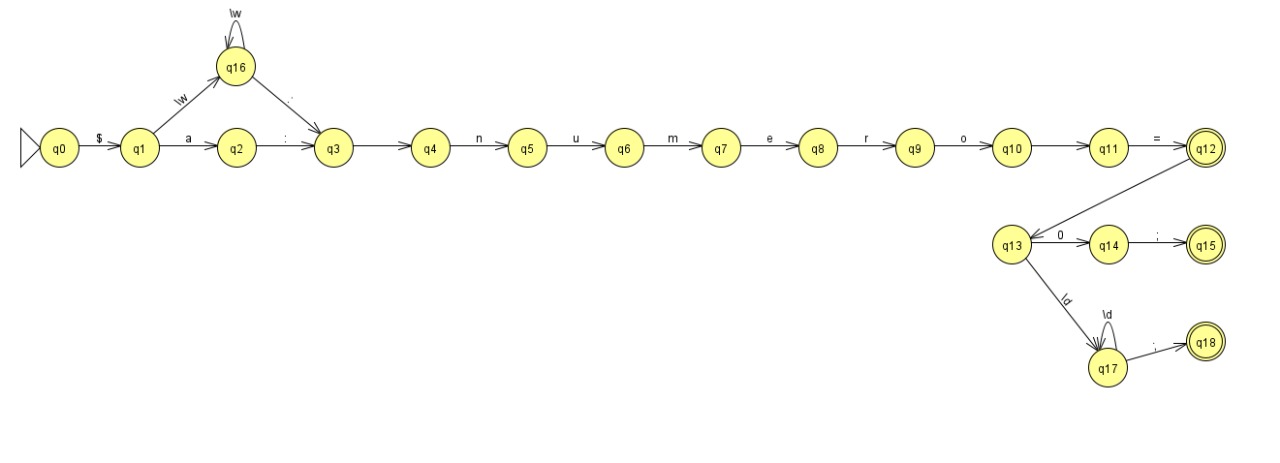 \w
q16
\w :
$ a : n u m e r o =
q0 q1 q2 q3 q4 q5 q6 q7 q8 q9 q10 q11 q12
0 ;
q13 q14 q15
\d
\d
; q18
q17